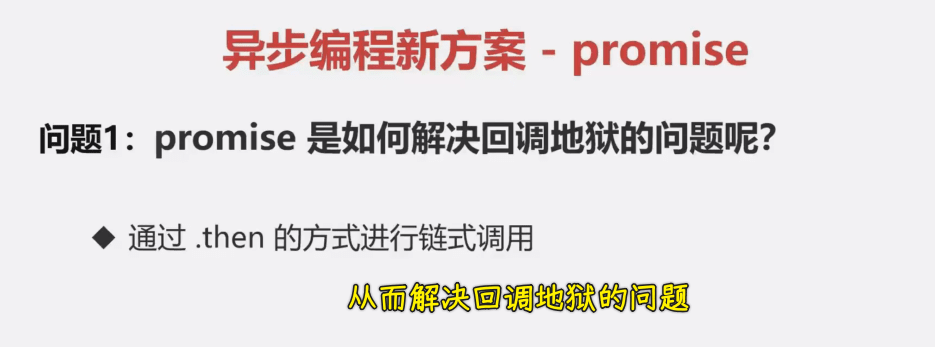 异步编程新方案 - promise
问题1：promise 是如何解决回调地狱的问题呢？
◆ 通过 .then 的方式进行链式调用
从而解决回调地狱的问题